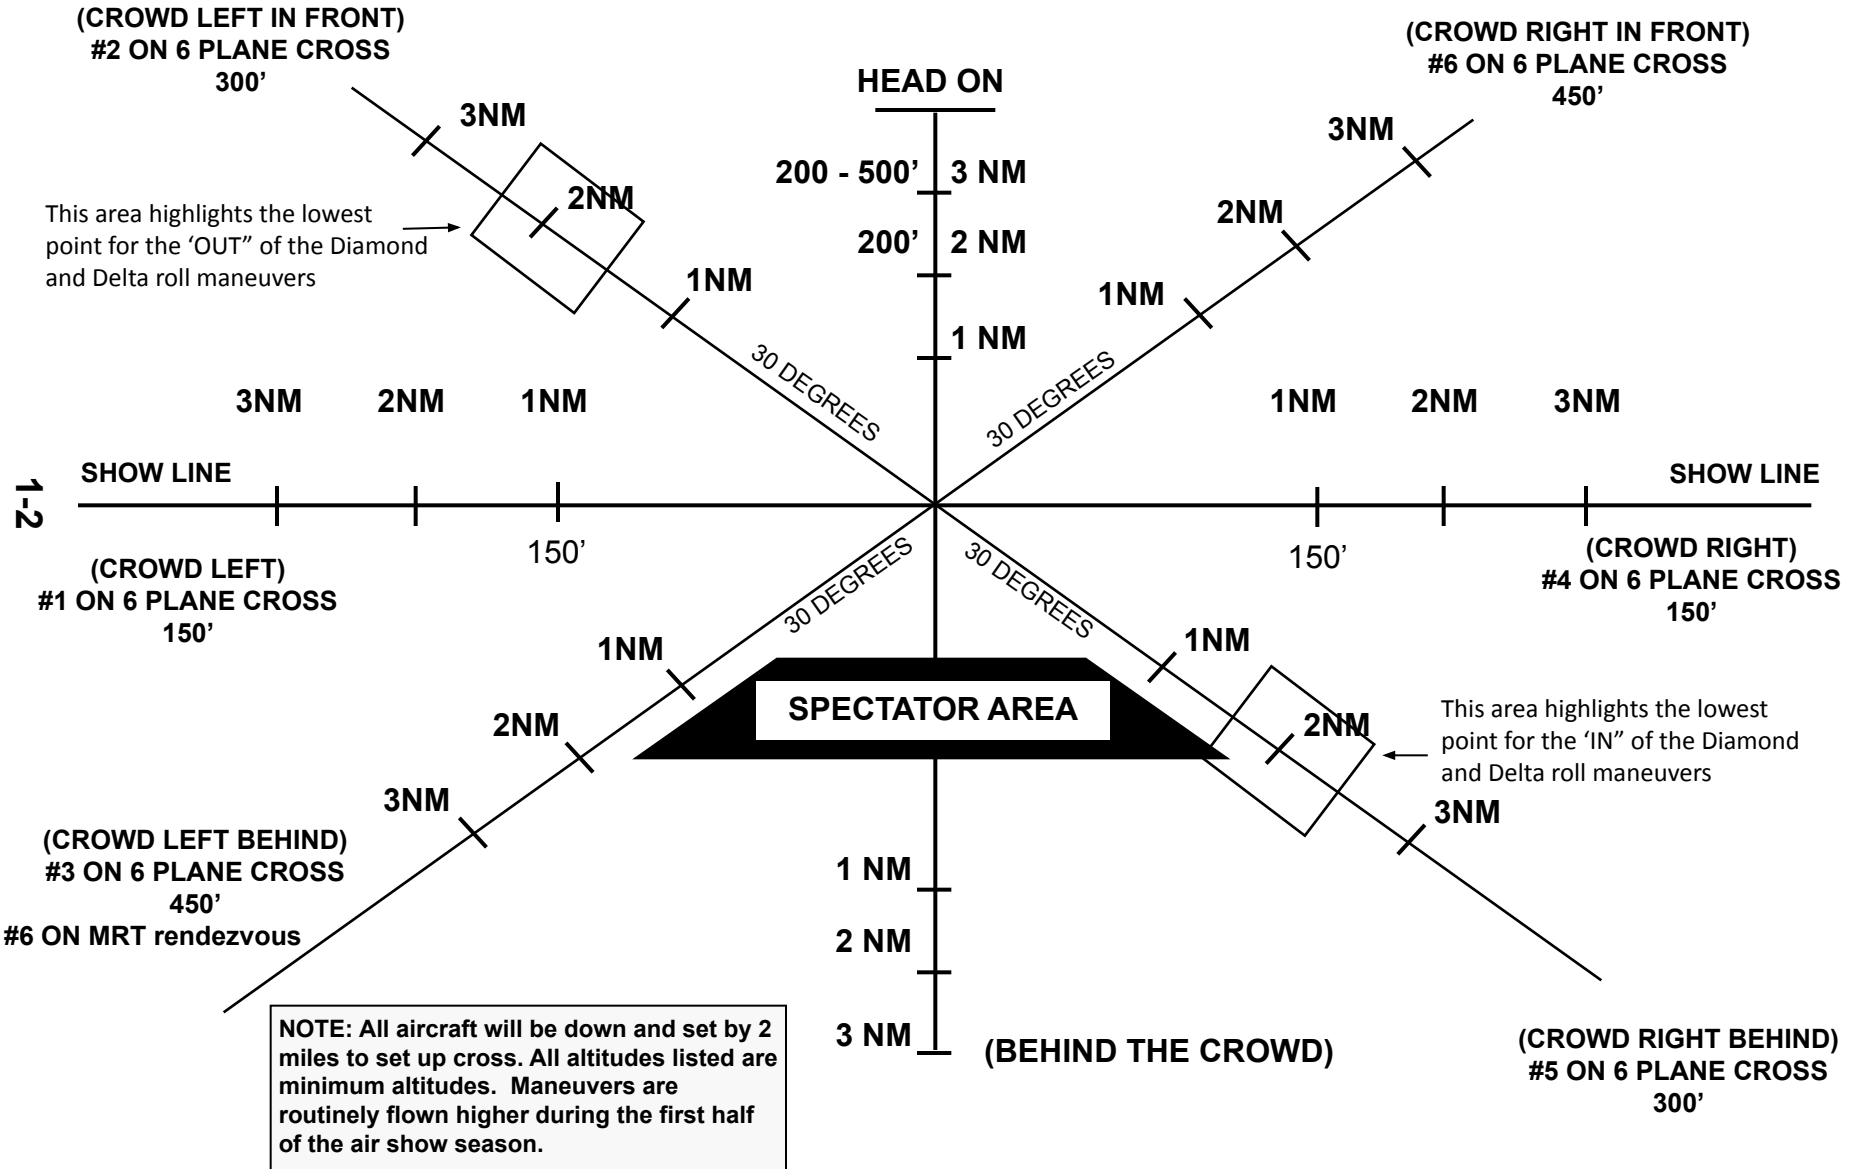 (CROWD LEFT IN FRONT)
#2 ON 6 PLANE CROSS
300’
(CROWD RIGHT IN FRONT)
#6 ON 6 PLANE CROSS
450’
HEAD ON
3NM
3NM
200 - 500’
3 NM
2NM
2NM
This area highlights the lowest
point for the ‘OUT” of the Diamond
and Delta roll maneuvers
200’
2 NM
1NM
1NM
1 NM
30 DEGREES
30 DEGREES
3NM
2NM
1NM
1NM
2NM
3NM
SHOW LINE
SHOW LINE
1-2
150’
150’
(CROWD LEFT)
#1 ON 6 PLANE CROSS
150’
(CROWD RIGHT)
#4 ON 6 PLANE CROSS
150’
30 DEGREES
30 DEGREES
1NM
1NM
SPECTATOR AREA
2NM
2NM
This area highlights the lowest
point for the ‘IN” of the Diamond
and Delta roll maneuvers
3NM
3NM
(CROWD LEFT BEHIND)
#3 ON 6 PLANE CROSS
450’
#6 ON MRT rendezvous
1 NM
2 NM
3 NM
(BEHIND THE CROWD)
NOTE: All aircraft will be down and set by 2
miles to set up cross. All altitudes listed are
minimum altitudes.  Maneuvers are
routinely flown higher during the first half
of the air show season.
(CROWD RIGHT BEHIND)
#5 ON 6 PLANE CROSS
300’